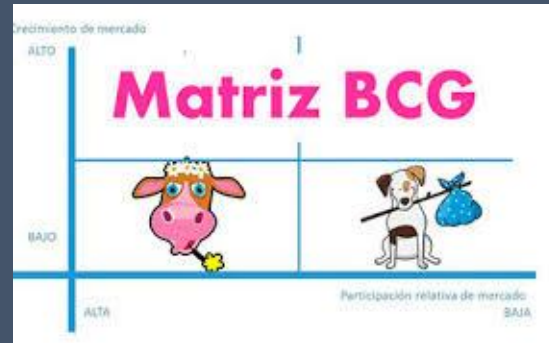 Crecimiento de mercado
ALTO
Matriz BCG
BAJO
Participación relativa de mercado
ALTA
BAJA